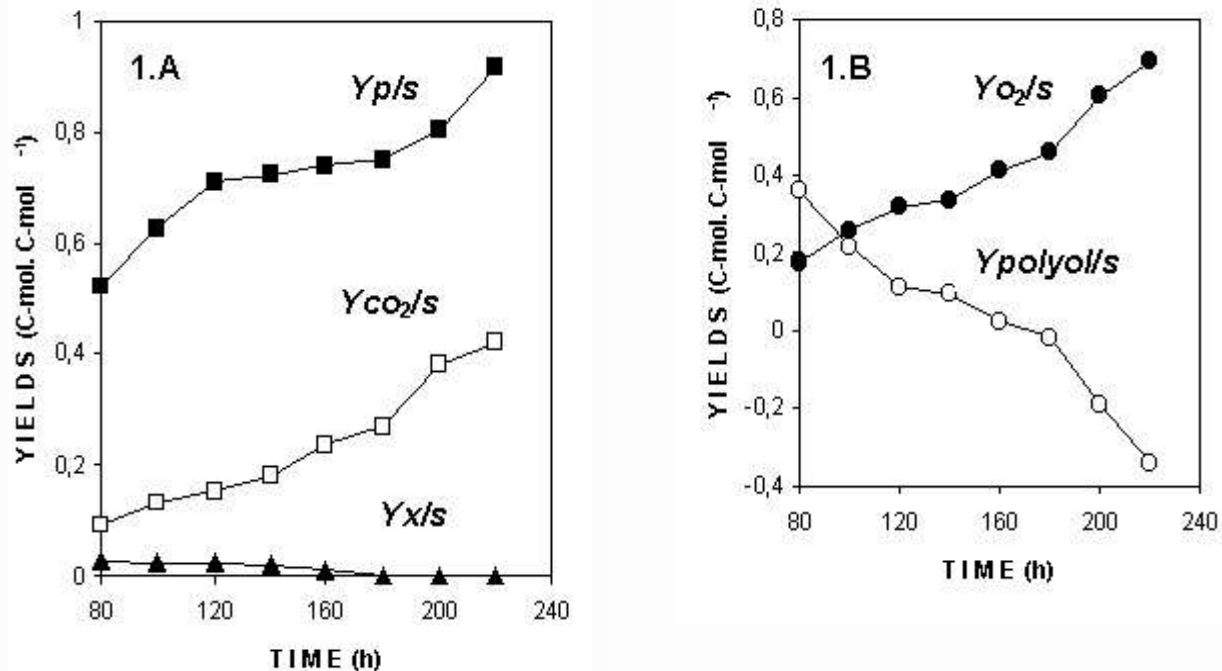 1.A
Yp/s
Yco₂/s
Yx/s
YIELDS (C-mol. C-mol ⁻¹)
1
0,8
0,6
0,4
0,2
0
80 120 160 200 240
TIME (h)
1.B
Yo₂/s
Ypolyol/s
YIELDS (C-mol. C-mol ⁻¹)
0,8
0,6
0,4
0,2
0
-0,2
-0,4
80 120 160 200 240
TIME (h)